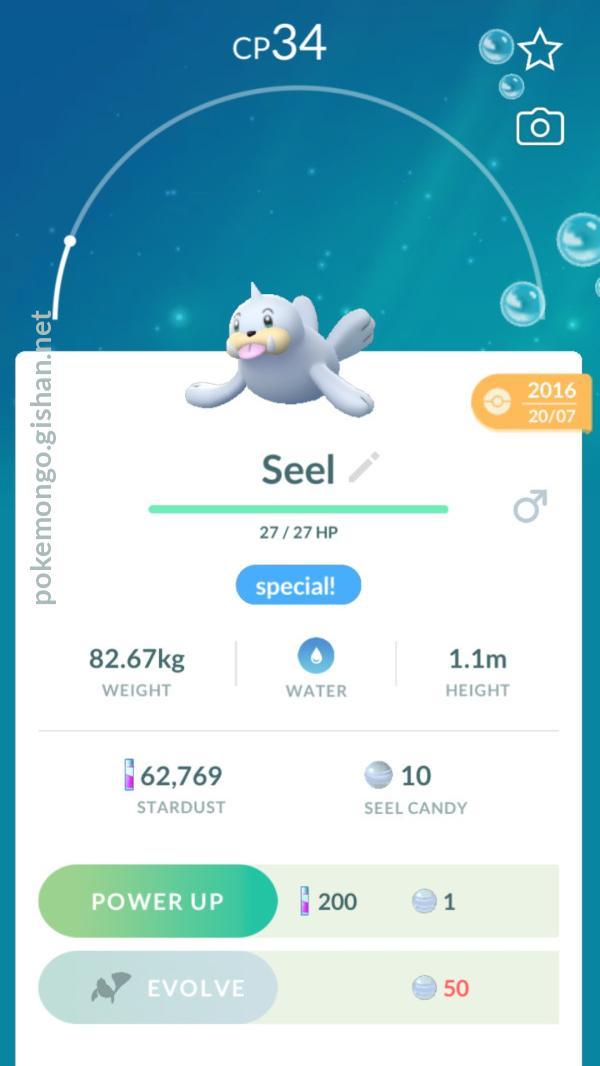 CP34
2016
20/07
Seel
27 / 27 HP
special!
82.67kg
WEIGHT
WATER
1.1m
HEIGHT
62,769
STARDUST
10
SEEL CANDY
POWER UP
200
1
EVOLVE
50
pokemongo.gishan.net